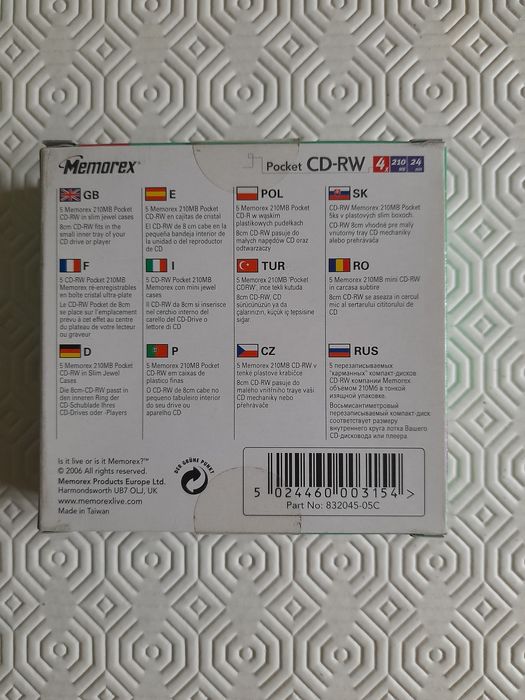 Memorex
Pocket CD-RW 4x 210 MB 24 min
GB
5 Memorex 210MB Pocket
CD-RW in slim jewel cases
8cm CD-RW fits in the
small inner tray of your
CD drive or player
E
5 Memorex 210MB Pocket
CD-RW en cajitas de cristal
El CD-RW de 8 cm cabe en la
pequeña bandeja interior de
la unidad o del reproductor
de CD
POL
5 Memorex 210MB Pocket
CD-R w wąskim
plastikowych pudełkach
8cm CD-RW pasuje do
małych napędów CD oraz
odtwarzaczy
SK
CD-RW Memorex 210MB Pocket
5ks v plastových slim boxoch.
CD-RW 8cm vhodné pre malý
vnutorný tray CD mechaniky
alebo prehrávača
F
5 CD-RW Pocket 210MB
Memorex ré-enregistrables
en boîte cristal ultra-plate
Le CD-RW Pocket de 8cm
se place sur l'emplacement
prévu à cet effet au centre
du plateau de votre lecteur
ou graveur
I
5 CD-RW Pocket 210MB
Memorex con mini jewel
cases
Il CD-RW da 8cm si inserisce
nel cerchio interno del
carello del CD-Drive o
lettore di CD
TUR
5 Memorex 210MB 'Pocket
CDRW', ince tekli kutuda
8cm CD-RW, CD
sürücünüzün ya da
çalarınızın, küçük iç tepsisine
sığar.
RO
5 Memorex 210MB mini CD-RW
in carcasa subtire
8cm CD-RW se aseaza in cercul
mic al sertarului cititorului de
CD
D
5 Memorex 210MB Pocket
CD-RW in Slim Jewel
Cases
Die 8cm-CD-RW passt in
den inneren Ring der
CD-Schublade Ihres
CD-Drives oder -Players
P
5 Memorex 210MB Pocket
CD-RW em caixas de
plástico finas
O CD-RW de 8cm cabe no
pequeno tabuleiro interior
do seu drive ou
aparelho CD
CZ
5 Memorex 210MB CD-RW v
tenke plastove krabičce
8cm CD-RW pasuje do
malého vnitřního traye vaší
CD mechaniky nebo
přehrávače
RUS
5 перезаписываемых
"карманных" компакт-дисков
CD-RW компании Memorex
объемом 210Мб в тонкой
изящной упаковке.
Восьмисантиметровый
перезаписываемый компакт-диск
соответствует размеру
внутреннего круга лотка Вашего
CD-дисковода или плеера.
Is it live or is it Memorex?™
© 2006 All rights reserved.
Memorex Products Europe Ltd.
Harmondsworth UB7 OLJ, UK
www.memorexlive.com
Made in Taiwan
DER GRÜNE PUNKT
5 024460 003154 >
Part No: 832045-05C